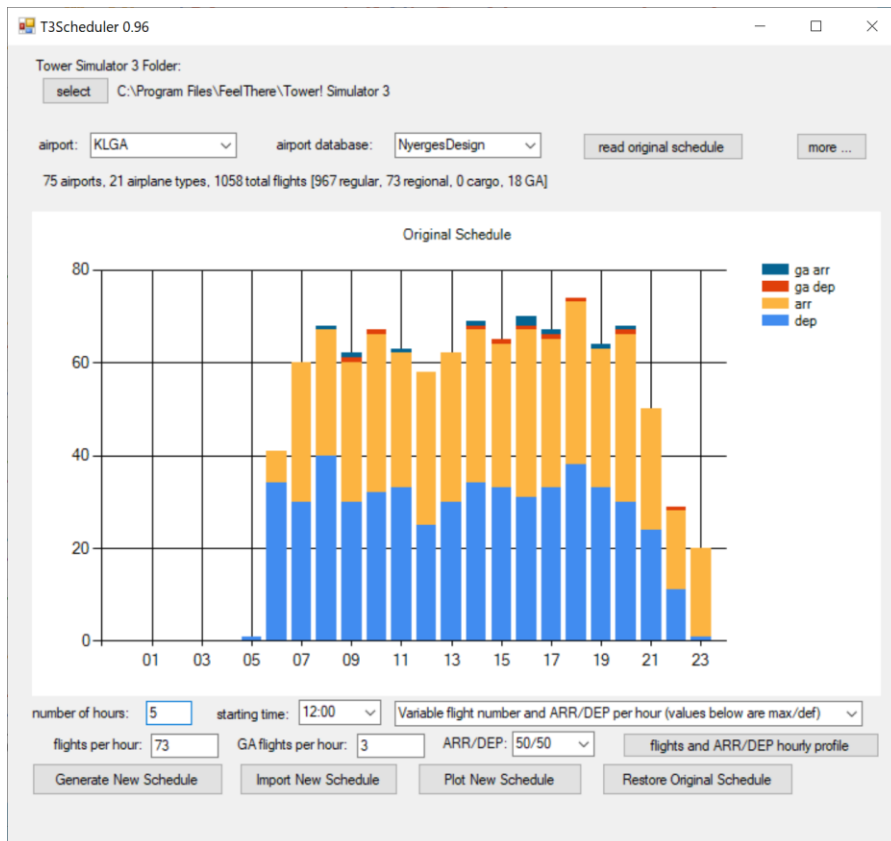 T3Scheduler 0.96
Tower Simulator 3 Folder:
select C:\Program Files\FeelThere\Tower! Simulator 3
airport: KLGA airport database: NyergesDesign read original schedule more ...
75 airports, 21 airplane types, 1058 total flights [967 regular, 73 regional, 0 cargo, 18 GA]
Original Schedule
80
60
40
20
0
01 03 05 07 09 11 13 15 17 19 21 23
ga arr
ga dep
arr
dep
number of hours: 5 starting time: 12:00 Variable flight number and ARR/DEP per hour (values below are max/def)
flights per hour: 73 GA flights per hour: 3 ARR/DEP: 50/50 flights and ARR/DEP hourly profile
Generate New Schedule Import New Schedule Plot New Schedule Restore Original Schedule